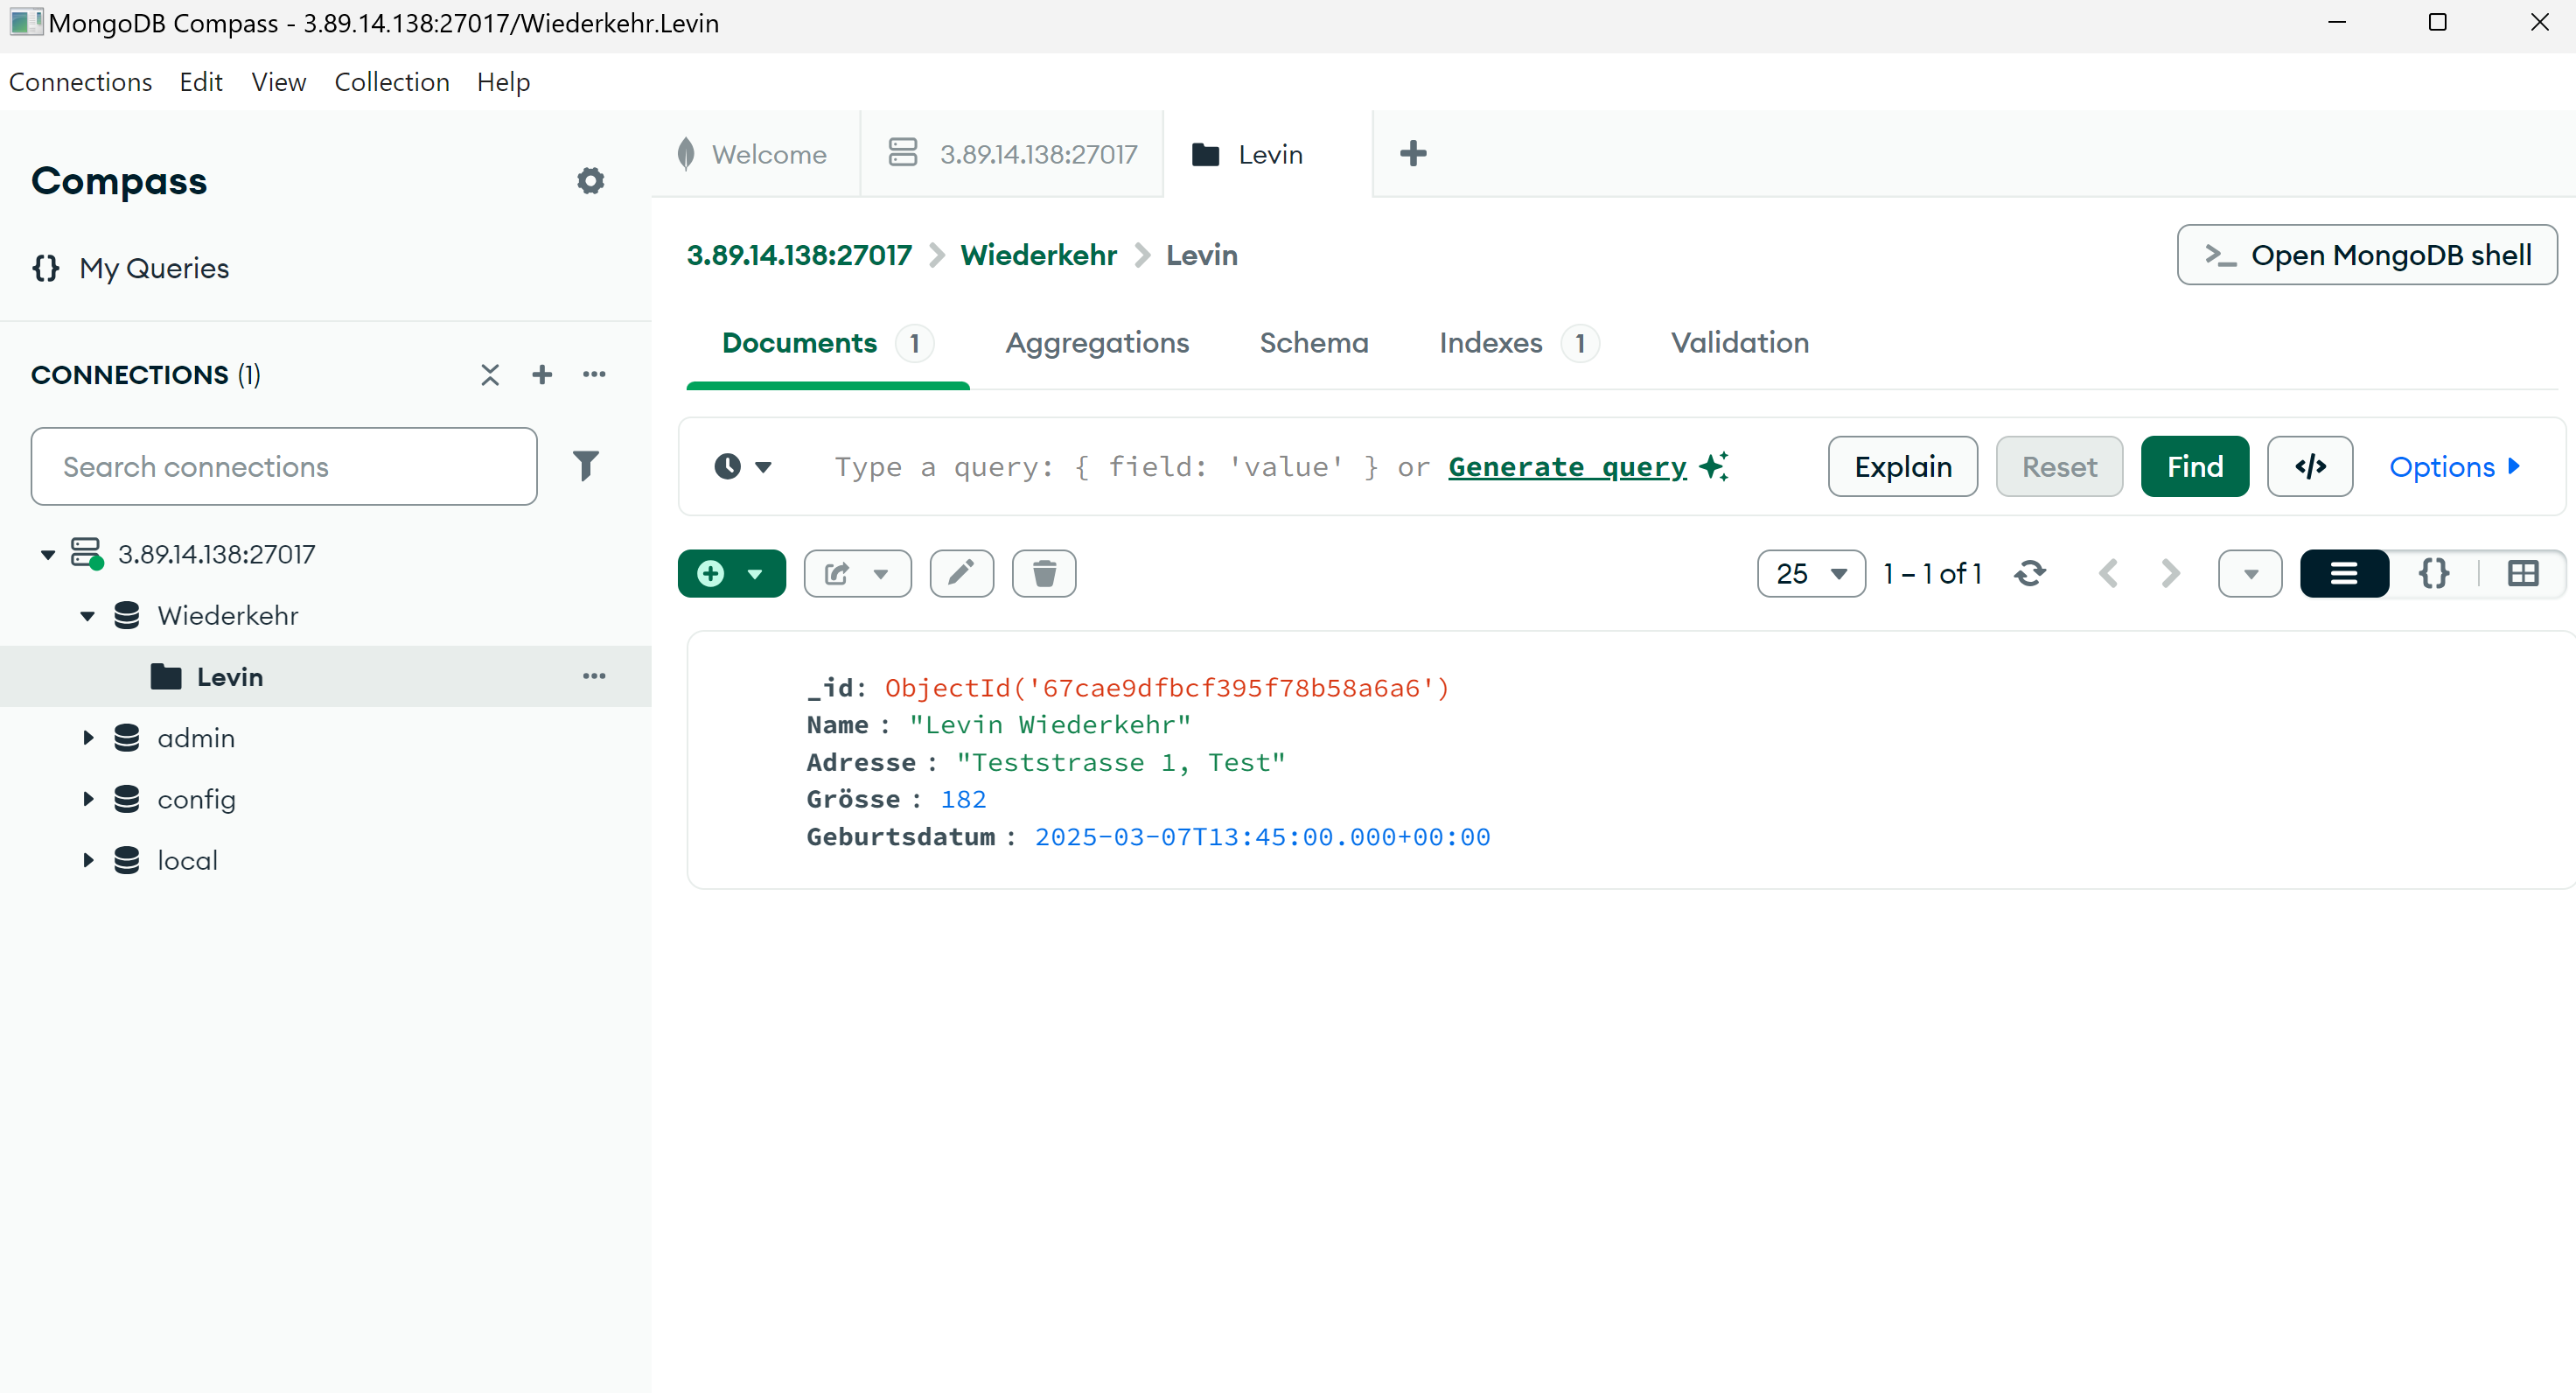 MongoDB Compass - 3.89.14.138:27017/Wiederkehr.Levin
Connections Edit View Collection Help
Compass
{} My Queries
CONNECTIONS (1)
Search connections
3.89.14.138:27017
Wiederkehr
Levin
admin
config
local
Welcome 3.89.14.138:27017 Levin
3.89.14.138:27017 Wiederkehr Levin
>_ Open MongoDB shell
Documents 1 Aggregations Schema Indexes 1 Validation
Type a query: { field: 'value' } or Generate query
Explain Reset Find </> Options
25 1 – 1 of 1 {}
_id: ObjectId('67cae9dfbcf395f78b58a6a6')
Name : "Levin Wiederkehr"
Adresse : "Teststrasse 1, Test"
Grösse : 182
Geburtsdatum : 2025-03-07T13:45:00.000+00:00